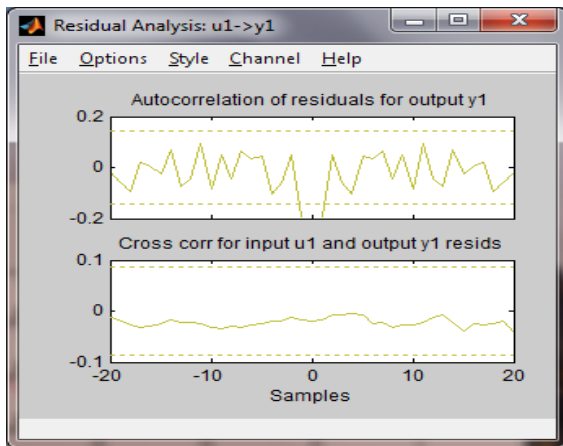 Residual Analysis: u1->y1
File Options Style Channel Help
Autocorrelation of residuals for output y1
0.2
0
-0.2
Cross corr for input u1 and output y1 resids
0.1
0
-0.1
-20 -10 0 10 20
Samples